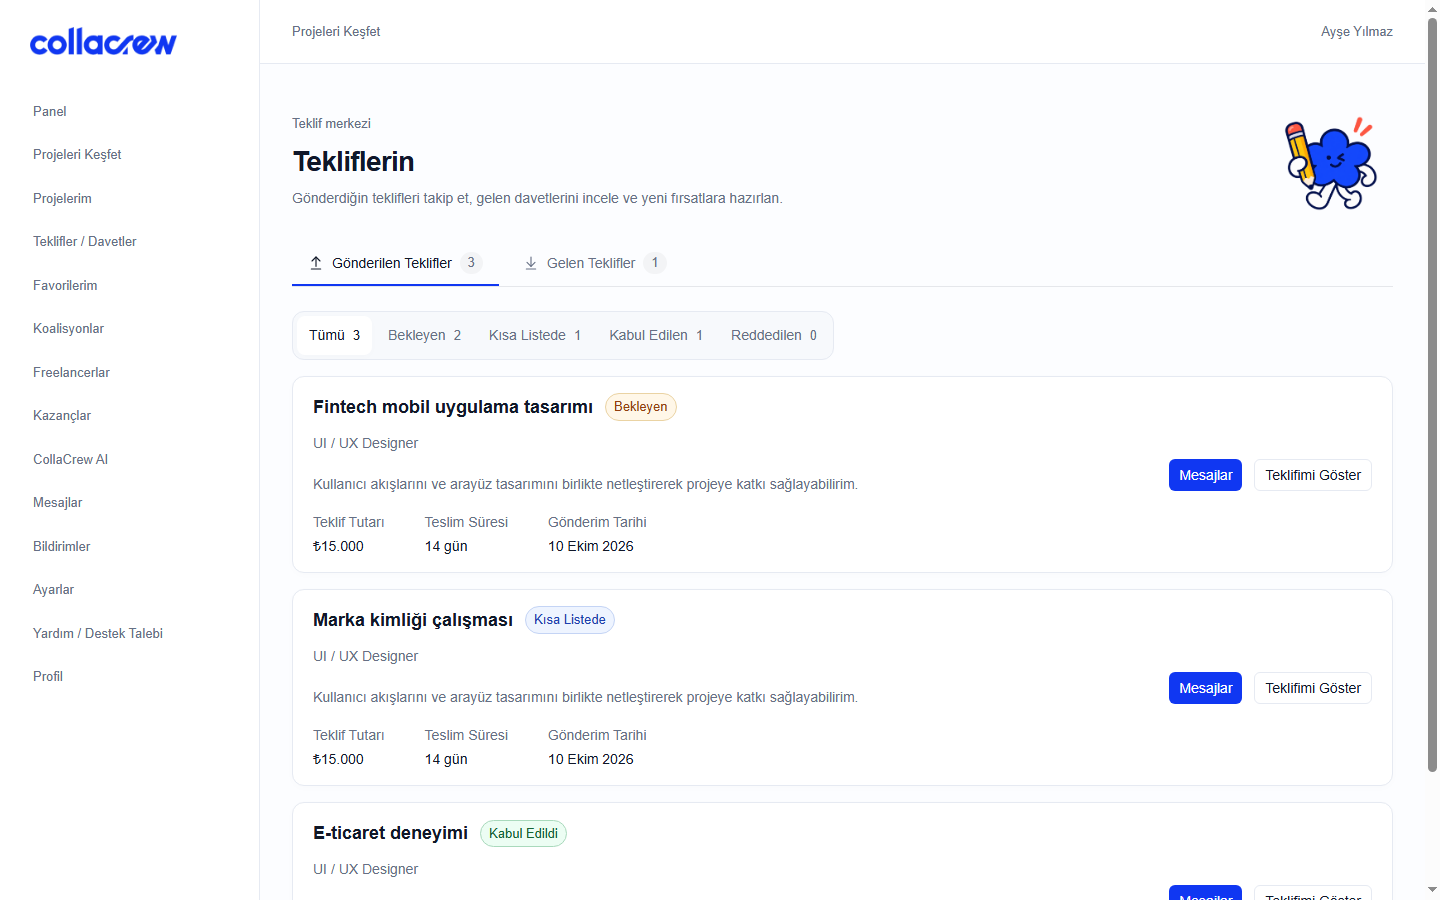 collacrew
Projeleri Keşfet
Ayşe Yılmaz
Panel
Projeleri Keşfet
Projelerim
Teklifler / Davetler
Favorilerim
Koalisyonlar
Freelancerlar
Kazançlar
CollaCrew AI
Mesajlar
Bildirimler
Ayarlar
Yardım / Destek Talebi
Profil
Teklif merkezi
Tekliflerin
Gönderdiğin teklifleri takip et, gelen davetlerini incele ve yeni fırsatlara hazırlan.
Gönderilen Teklifler 3 Gelen Teklifler 1
Tümü 3 Bekleyen 2 Kısa Listede 1 Kabul Edilen 1 Reddedilen 0
Fintech mobil uygulama tasarımı Bekleyen
UI / UX Designer
Kullanıcı akışlarını ve arayüz tasarımını birlikte netleştirerek projeye katkı sağlayabilirim.
Mesajlar Teklifimi Göster
Teklif Tutarı Teslim Süresi Gönderim Tarihi
₺15.000 14 gün 10 Ekim 2026
Marka kimliği çalışması Kısa Listede
UI / UX Designer
Kullanıcı akışlarını ve arayüz tasarımını birlikte netleştirerek projeye katkı sağlayabilirim.
Mesajlar Teklifimi Göster
Teklif Tutarı Teslim Süresi Gönderim Tarihi
₺15.000 14 gün 10 Ekim 2026
E-ticaret deneyimi Kabul Edildi
UI / UX Designer
Mesajlar Teklifimi Göster